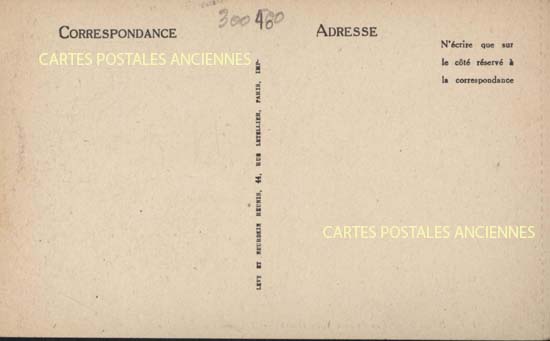 300
400
CORRESPONDANCE
ADRESSE
N'écrire que sur
le côté réservé à
la correspondance
CARTES POSTALES ANCIENNES
LEVY ET NEURDEIN REUNIS, 44, RUE LETELLIER, PARIS, IMP.
CARTES POSTALES ANCIENNES